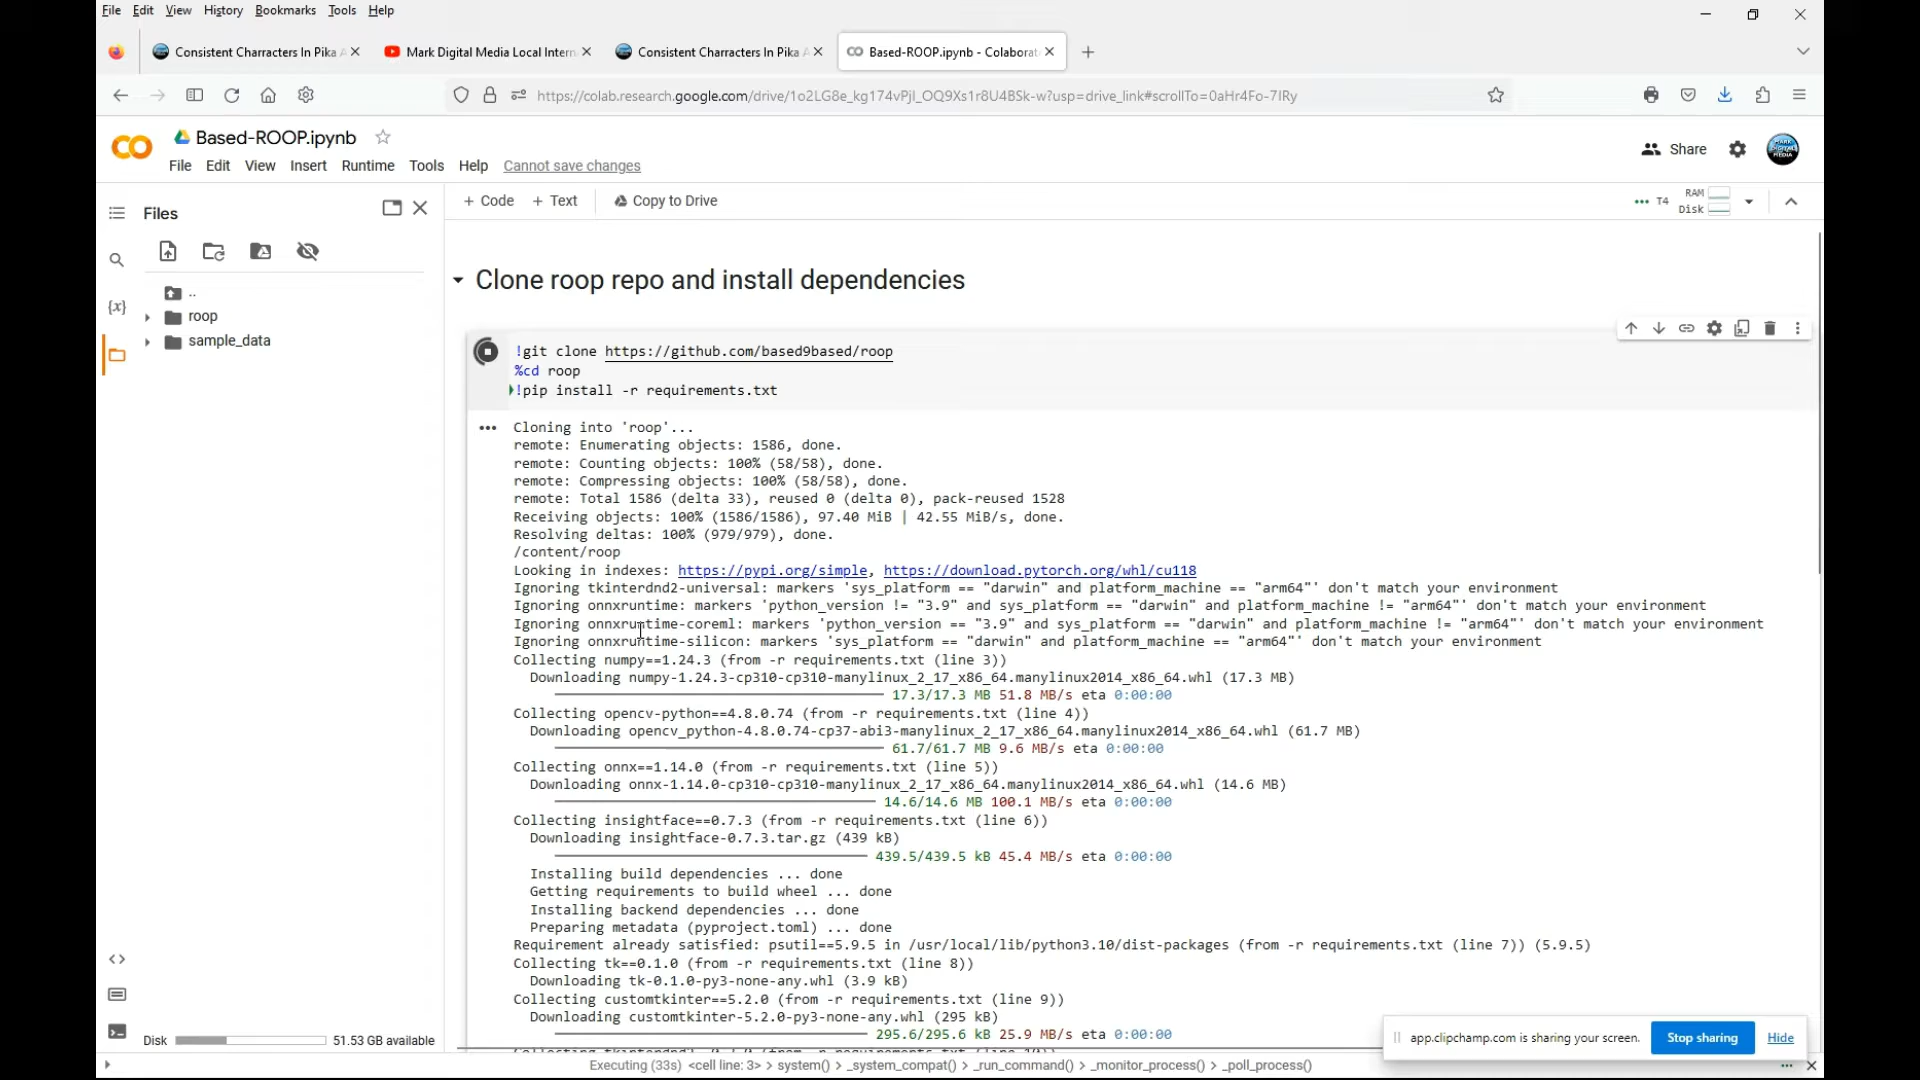 File Edit View History Bookmarks Tools Help
Consistent Charracters In Pika A
Mark Digital Media Local Intern
Consistent Charracters In Pika A
Based-ROOP.ipynb - Colaborat
https://colab.research.google.com/drive/1o2LG8e_kg174vPjl_OQ9Xs1r8U4BSk-w?usp=drive_link#scrollTo=0aHr4Fo-7IRy
Based-ROOP.ipynb
File Edit View Insert Runtime Tools Help Cannot save changes
Share
Files
+ Code + Text Copy to Drive
T4 RAM
Disk
..
roop
sample_data
{x}
Clone roop repo and install dependencies
!git clone https://github.com/based9based/roop
%cd roop
!pip install -r requirements.txt
Cloning into 'roop'...
remote: Enumerating objects: 1586, done.
remote: Counting objects: 100% (58/58), done.
remote: Compressing objects: 100% (58/58), done.
remote: Total 1586 (delta 33), reused 0 (delta 0), pack-reused 1528
Receiving objects: 100% (1586/1586), 97.40 MiB | 42.55 MiB/s, done.
Resolving deltas: 100% (979/979), done.
/content/roop
Looking in indexes: https://pypi.org/simple, https://download.pytorch.org/whl/cu118
Ignoring tkinterdnd2-universal: markers 'sys_platform == "darwin" and platform_machine == "arm64"' don't match your environment
Ignoring onnxruntime: markers 'python_version != "3.9" and sys_platform == "darwin" and platform_machine != "arm64"' don't match your environment
Ignoring onnxruntime-coreml: markers 'python_version == "3.9" and sys_platform == "darwin" and platform_machine != "arm64"' don't match your environment
Ignoring onnxruntime-silicon: markers 'sys_platform == "darwin" and platform_machine == "arm64"' don't match your environment
Collecting numpy==1.24.3 (from -r requirements.txt (line 3))
Downloading numpy-1.24.3-cp310-cp310-manylinux_2_17_x86_64.manylinux2014_x86_64.whl (17.3 MB)
17.3/17.3 MB 51.8 MB/s eta 0:00:00
Collecting opencv-python==4.8.0.74 (from -r requirements.txt (line 4))
Downloading opencv_python-4.8.0.74-cp37-abi3-manylinux_2_17_x86_64.manylinux2014_x86_64.whl (61.7 MB)
61.7/61.7 MB 9.6 MB/s eta 0:00:00
Collecting onnx==1.14.0 (from -r requirements.txt (line 5))
Downloading onnx-1.14.0-cp310-cp310-manylinux_2_17_x86_64.manylinux2014_x86_64.whl (14.6 MB)
14.6/14.6 MB 100.1 MB/s eta 0:00:00
Collecting insightface==0.7.3 (from -r requirements.txt (line 6))
Downloading insightface-0.7.3.tar.gz (439 kB)
439.5/439.5 kB 45.4 MB/s eta 0:00:00
Installing build dependencies ... done
Getting requirements to build wheel ... done
Installing backend dependencies ... done
Preparing metadata (pyproject.toml) ... done
Requirement already satisfied: psutil==5.9.5 in /usr/local/lib/python3.10/dist-packages (from -r requirements.txt (line 7)) (5.9.5)
Collecting tk==0.1.0 (from -r requirements.txt (line 8))
Downloading tk-0.1.0-py3-none-any.whl (3.9 kB)
Collecting customtkinter==5.2.0 (from -r requirements.txt (line 9))
Downloading customtkinter-5.2.0-py3-none-any.whl (295 kB)
295.6/295.6 kB 25.9 MB/s eta 0:00:00
Disk 51.53 GB available
app.clipchamp.com is sharing your screen. Stop sharing Hide
Executing (33s) <cell line: 3> > system() > _system_compat() > _run_command() > _monitor_process() > _poll_process()